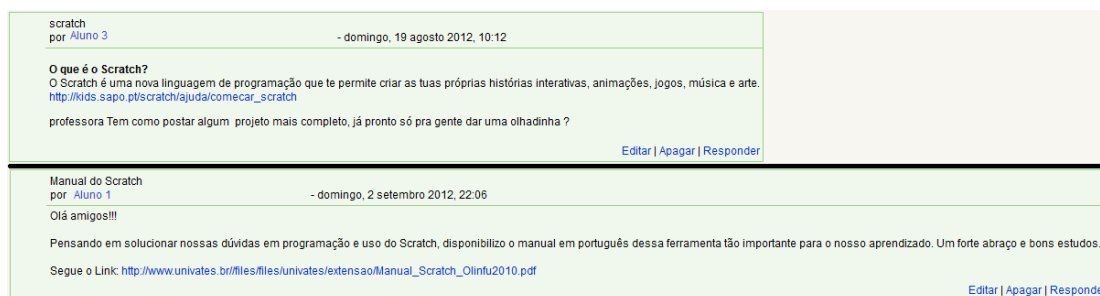 scratch
por Aluno 3 - domingo, 19 agosto 2012, 10:12
O que é o Scratch?
O Scratch é uma nova linguagem de programação que te permite criar as tuas próprias histórias interativas, animações, jogos, música e arte.
http://kids.sapo.pt/scratch/ajuda/comecar_scratch
professora Tem como postar algum projeto mais completo, já pronto só pra gente dar uma olhadinha ?
Editar | Apagar | Responder
Manual do Scratch
por Aluno 1 - domingo, 2 setembro 2012, 22:06
Olá amigos!!!
Pensando em solucionar nossas dúvidas em programação e uso do Scratch, disponibilizo o manual em português dessa ferramenta tão importante para o nosso aprendizado. Um forte abraço e bons estudos.
Segue o Link: http://www.univates.br//files/files/univates/extensao/Manual_Scratch_Olinfu2010.pdf
Editar | Apagar | Responde